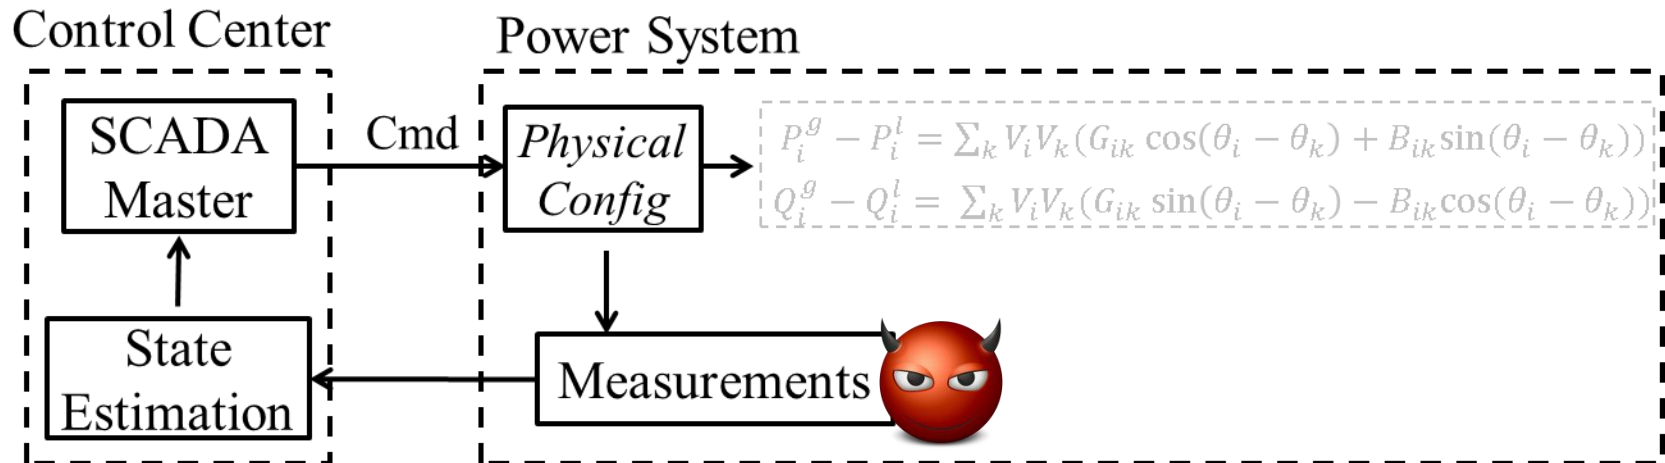 Control Center
Power System
SCADA
Master
Cmd
Physical
Config
P_i^g − P_i^l = ∑_k V_i V_k (G_ik cos(θ_i − θ_k) + B_ik sin(θ_i − θ_k))
Q_i^g − Q_i^l = ∑_k V_i V_k (G_ik sin(θ_i − θ_k) − B_ik cos(θ_i − θ_k))
State
Estimation
Measurements